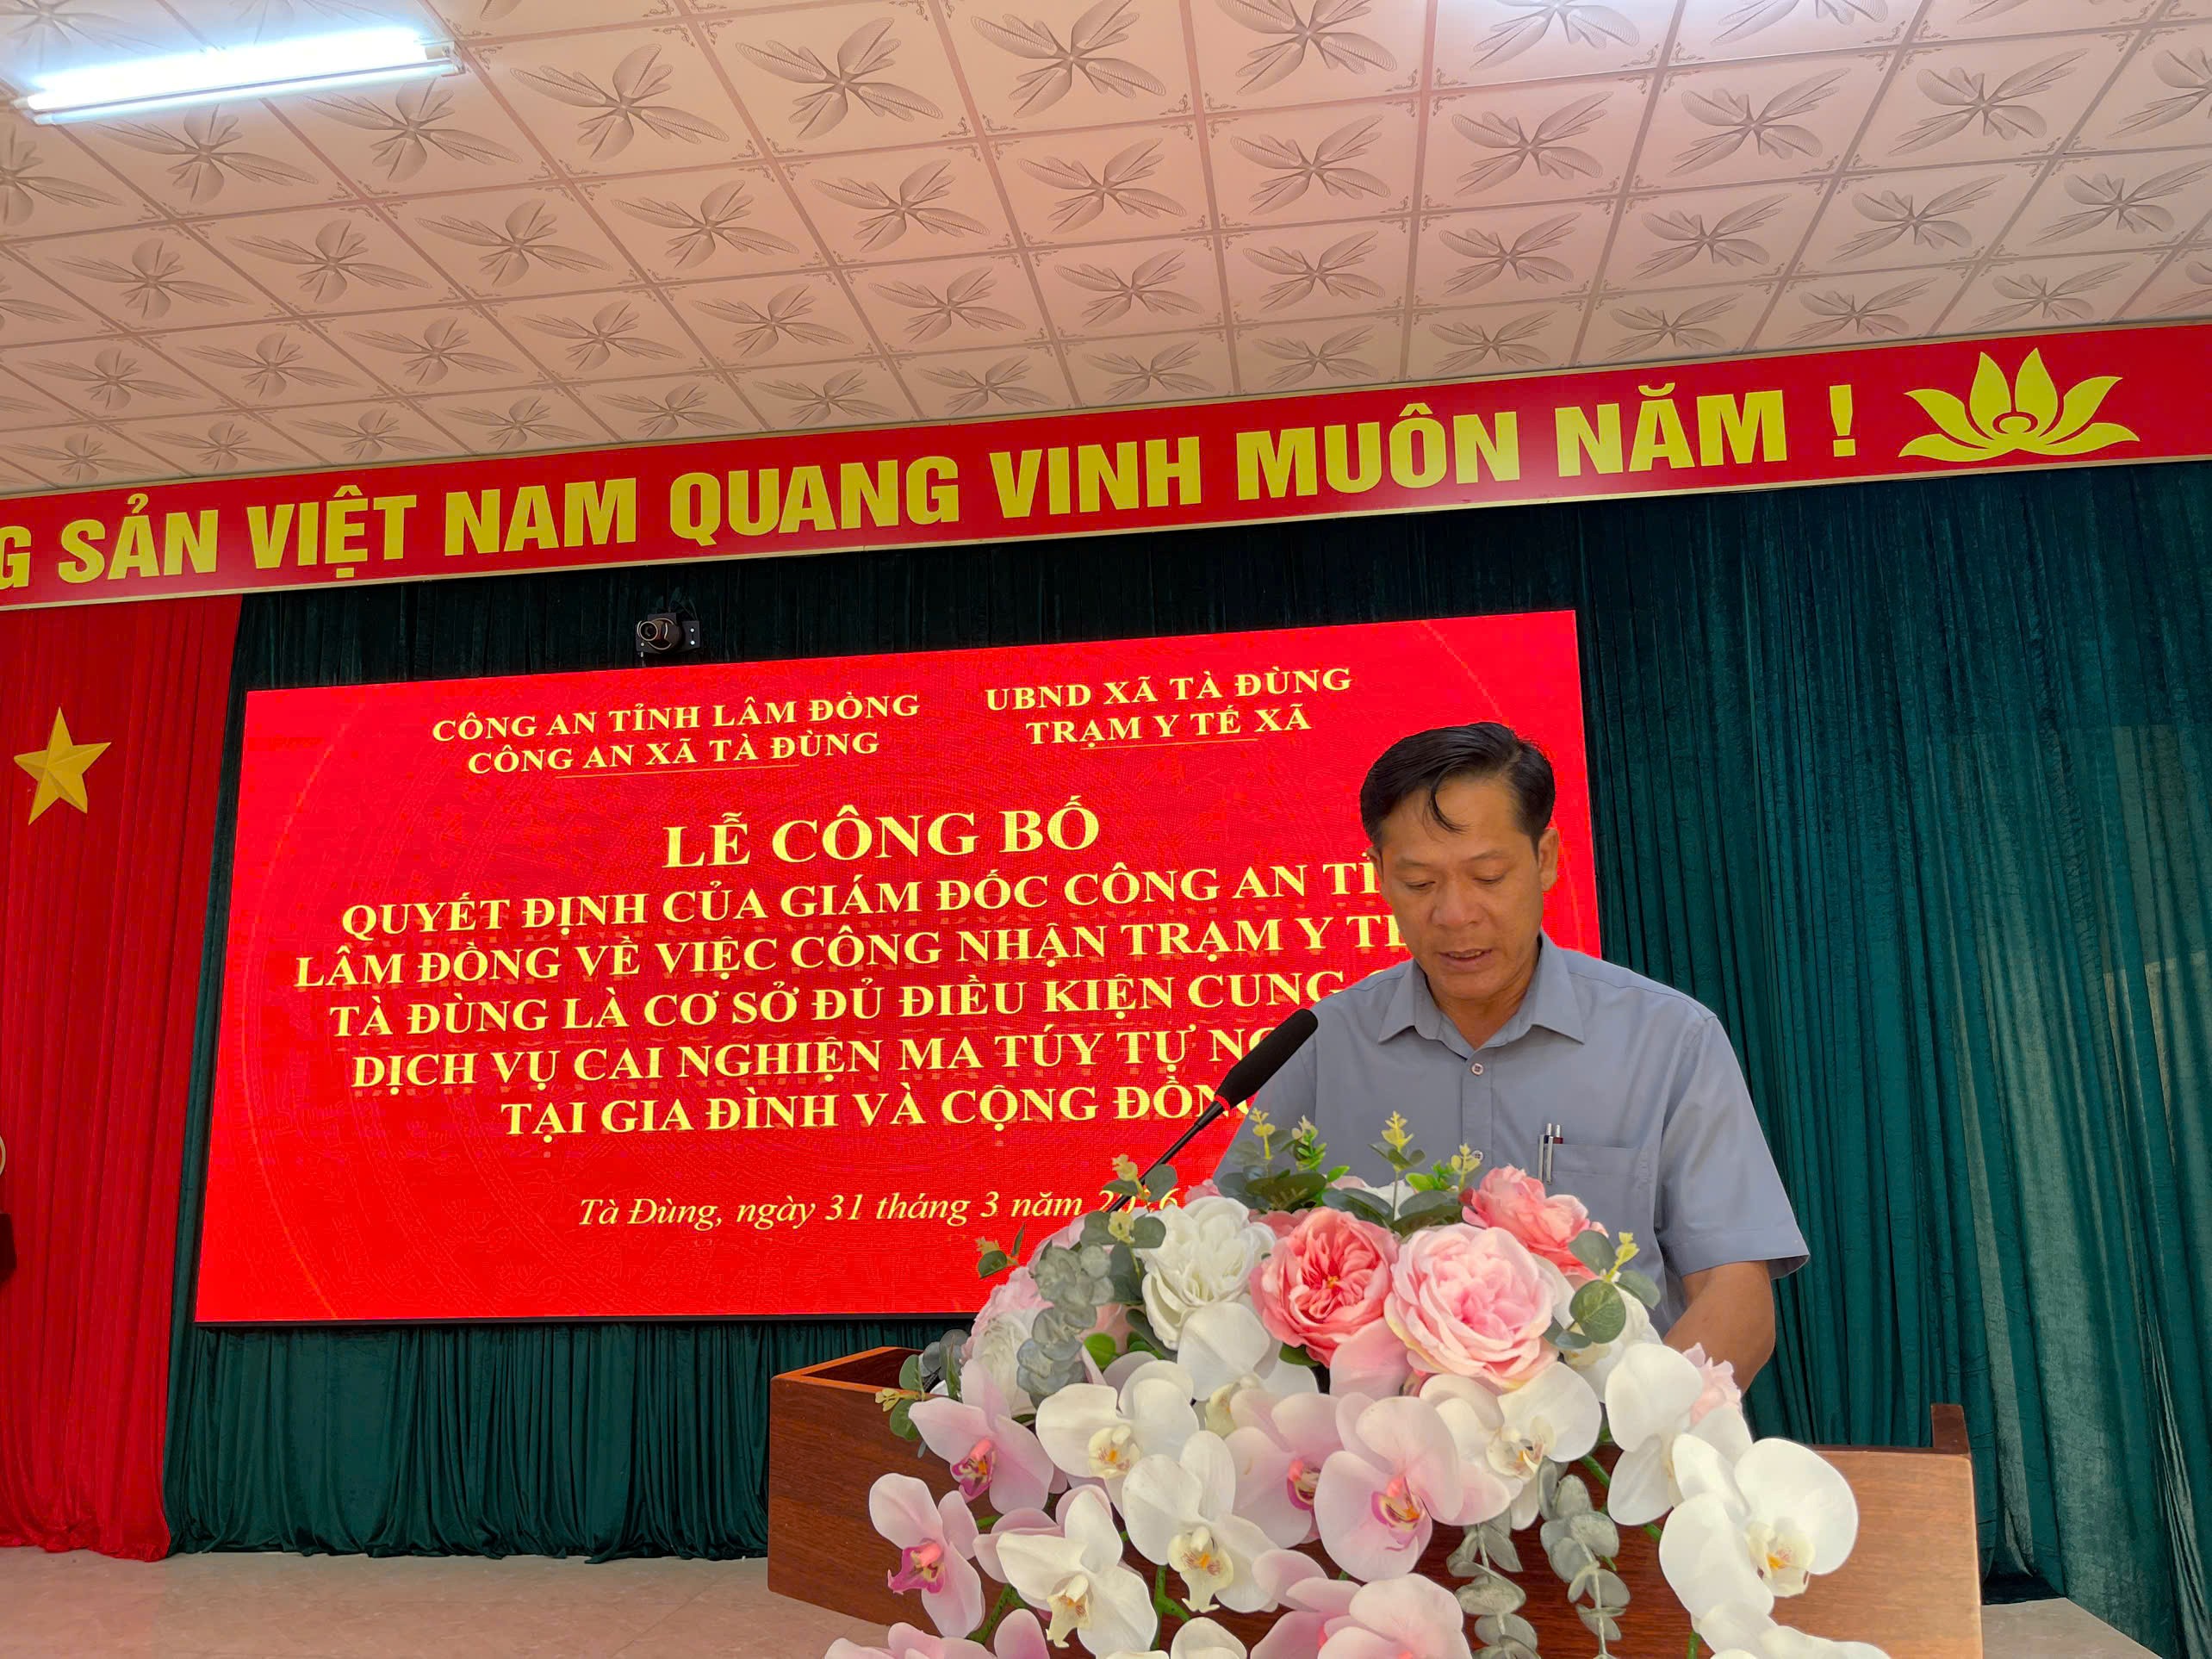 G SẢN VIỆT NAM QUANG VINH MUÔN NĂM !
CÔNG AN TỈNH LÂM ĐỒNG
CÔNG AN XÃ TÀ ĐÙNG
UBND XÃ TÀ ĐÙNG
TRẠM Y TẾ XÃ
LỄ CÔNG BỐ
QUYẾT ĐỊNH CỦA GIÁM ĐỐC CÔNG AN
LÂM ĐỒNG VỀ VIỆC CÔNG NHẬN TRẠM Y TẾ
TÀ ĐÙNG LÀ CƠ SỞ ĐỦ ĐIỀU KIỆN CUNG
DỊCH VỤ CAI NGHIỆN MA TÚY TỰ
TẠI GIA ĐÌNH VÀ CỘNG ĐỒNG
Tà Đùng, ngày 31 tháng 3 năm